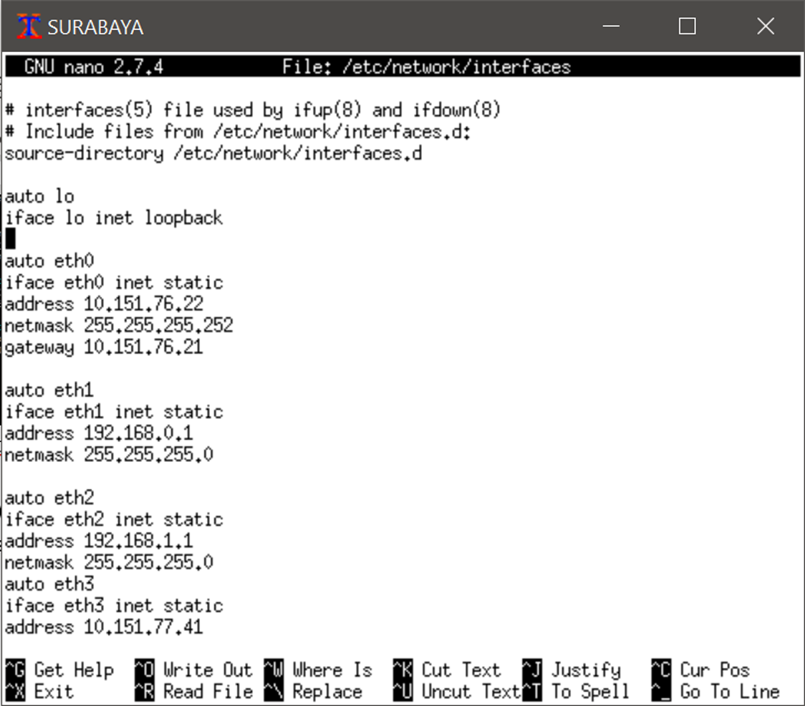 SURABAYA
GNU nano 2.7.4 File: /etc/network/interfaces
# interfaces(5) file used by ifup(8) and ifdown(8)
# Include files from /etc/network/interfaces.d:
source-directory /etc/network/interfaces.d
auto lo
iface lo inet loopback
auto eth0
iface eth0 inet static
address 10.151.76.22
netmask 255.255.255.252
gateway 10.151.76.21
auto eth1
iface eth1 inet static
address 192.168.0.1
netmask 255.255.255.0
auto eth2
iface eth2 inet static
address 192.168.1.1
netmask 255.255.255.0
auto eth3
iface eth3 inet static
address 10.151.77.41
^G Get Help ^O Write Out ^W Where Is ^K Cut Text ^J Justify ^C Cur Pos
^X Exit ^R Read File ^\ Replace ^U Uncut Text ^T To Spell ^_ Go To Line